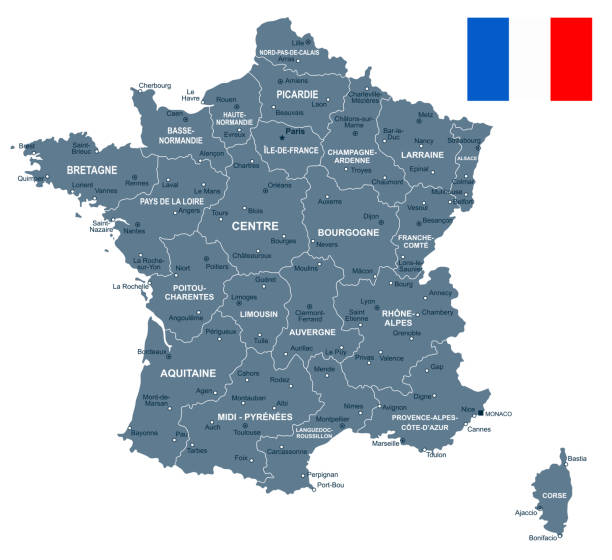 Lille
NORD-PAS-DE-CALAIS
Arras
Cherbourg
Le
Havre
Amiens
PICARDIE
Charleville-
Mézières
Rouen
Beauvais
Laon
Caen
HAUTE-
NORMANDIE
Metz
BASSE-
NORMANDIE
Evreux
Paris
Châlons-sur-
Marne
Bar-le-
Duc
Nancy
Strasbourg
ÎLE-DE-FRANCE
CHAMPAGNE-
ARDENNE
LARRAINE
ALSACE
Brest
Saint-
Brieuc
Alençon
Chartres
Troyes
Epinal
Colmar
BRETAGNE
Quimper
Rennes
Laval
Le Mans
Orléans
Chaumont
Mulhouse
Lorient
Vannes
PAYS DE LA LOIRE
Auxerre
Vesoul
Belfort
Angers
Tours
Blois
Dijon
Besançon
Saint-
Nazaire
Nantes
CENTRE
BOURGOGNE
FRANCHE-
COMTÉ
Bourges
Nevers
La Roche-
sur-Yon
Châteauroux
Lons-le-
Saunier
Niort
Poitiers
Moulins
Mâcon
Bourg
La Rochelle
POITOU-
CHARENTES
Guéret
Annecy
Limoges
Clermont-
Ferrand
Lyon
Chambery
Angoulême
LIMOUSIN
Saint
Etienne
RHÔNE-
ALPES
Périgueux
Tulle
AUVERGNE
Grenoble
Bordeaux
Aurillac
Le Puy
Privas
Valence
Gap
AQUITAINE
Cahors
Rodez
Mende
Agen
Digne
Mont-de-
Marsan
Montauban
Albi
Nimes
Avignon
Nice
MONACO
MIDI - PYRÉNÉES
Montpellier
PROVENCE-ALPES-
CÔTE-D'AZUR
Cannes
Bayonne
Pau
Auch
Toulouse
LANGUEDOC-
ROUSSILLON
Marseille
Tarbes
Foix
Carcassonne
Toulon
Bastia
Perpignan
Port-Bou
CORSE
Ajaccio
Bonifacio